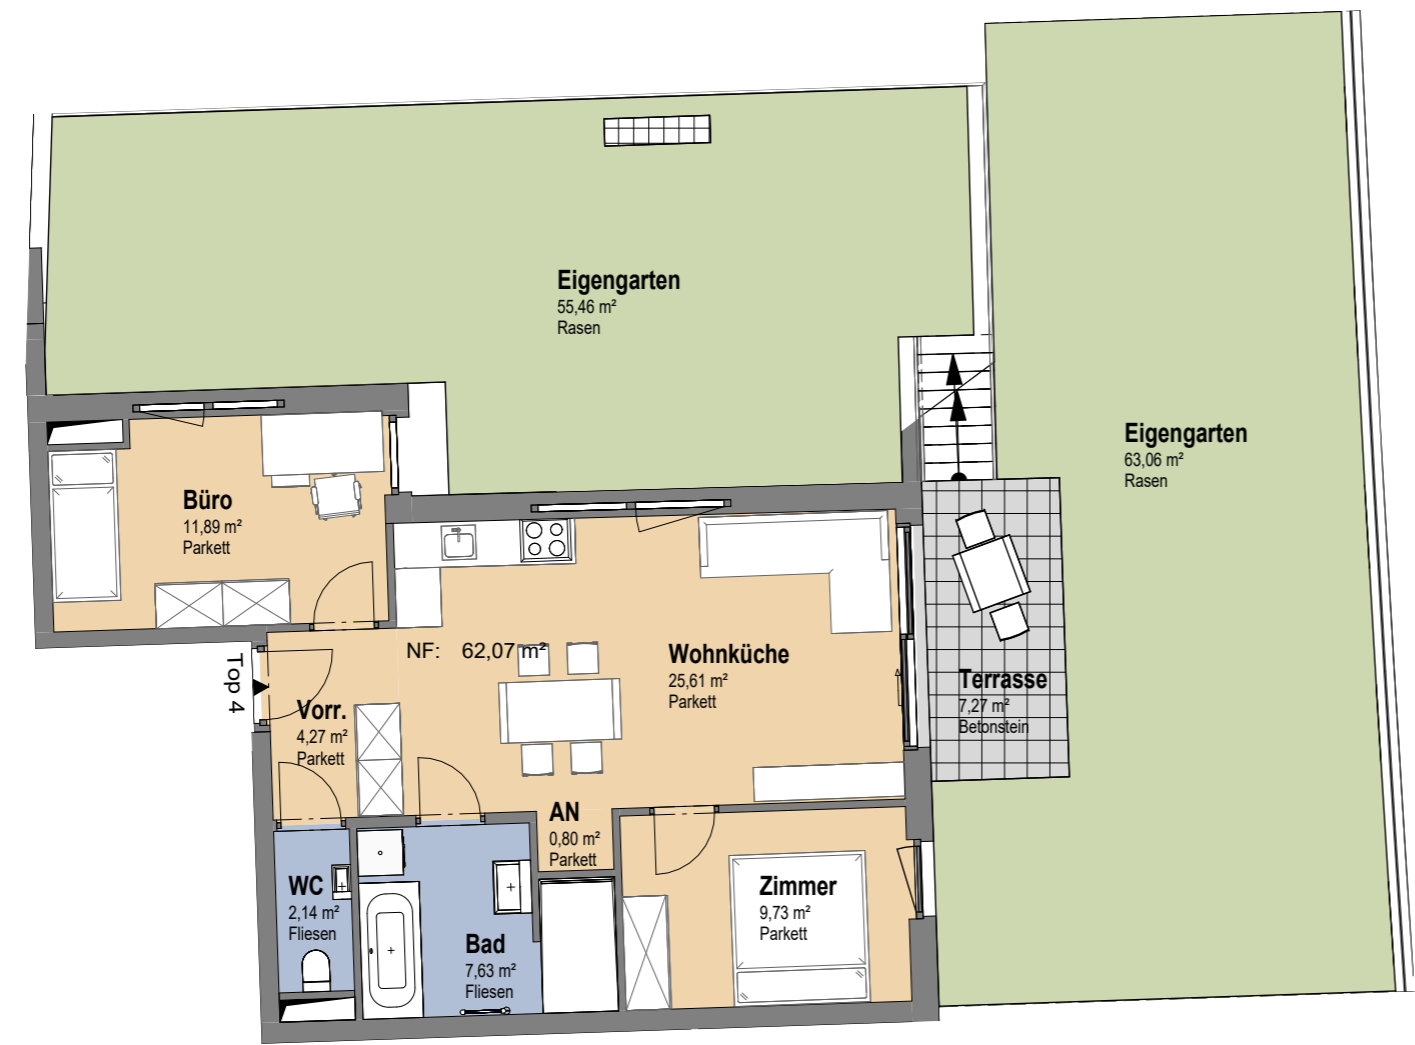 Eigengarten
55,46 m²
Rasen
Eigengarten
63,06 m²
Rasen
Büro
11,89 m²
Parkett
NF: 62,07 m²
Wohnküche
25,61 m²
Parkett
Terrasse
7,27 m²
Betonstein
Top 4
Vorr.
4,27 m²
Parkett
AN
0,80 m²
Parkett
WC
2,14 m²
Fliesen
Bad
7,63 m²
Fliesen
Zimmer
9,73 m²
Parkett